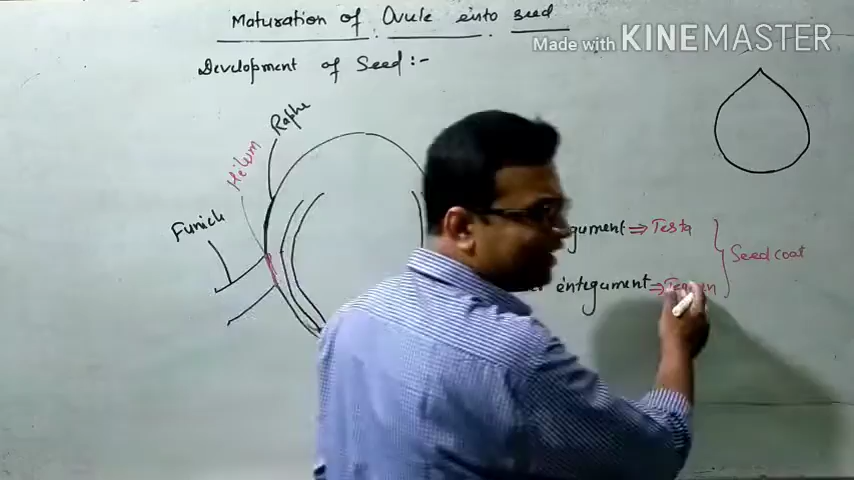 Maturation of Ovule into seed
Made with KINEMASTER
Development of Seed:-
Raphe
Hilum
Funicle
gument ⇒ Testa
Seed coat
integument ⇒